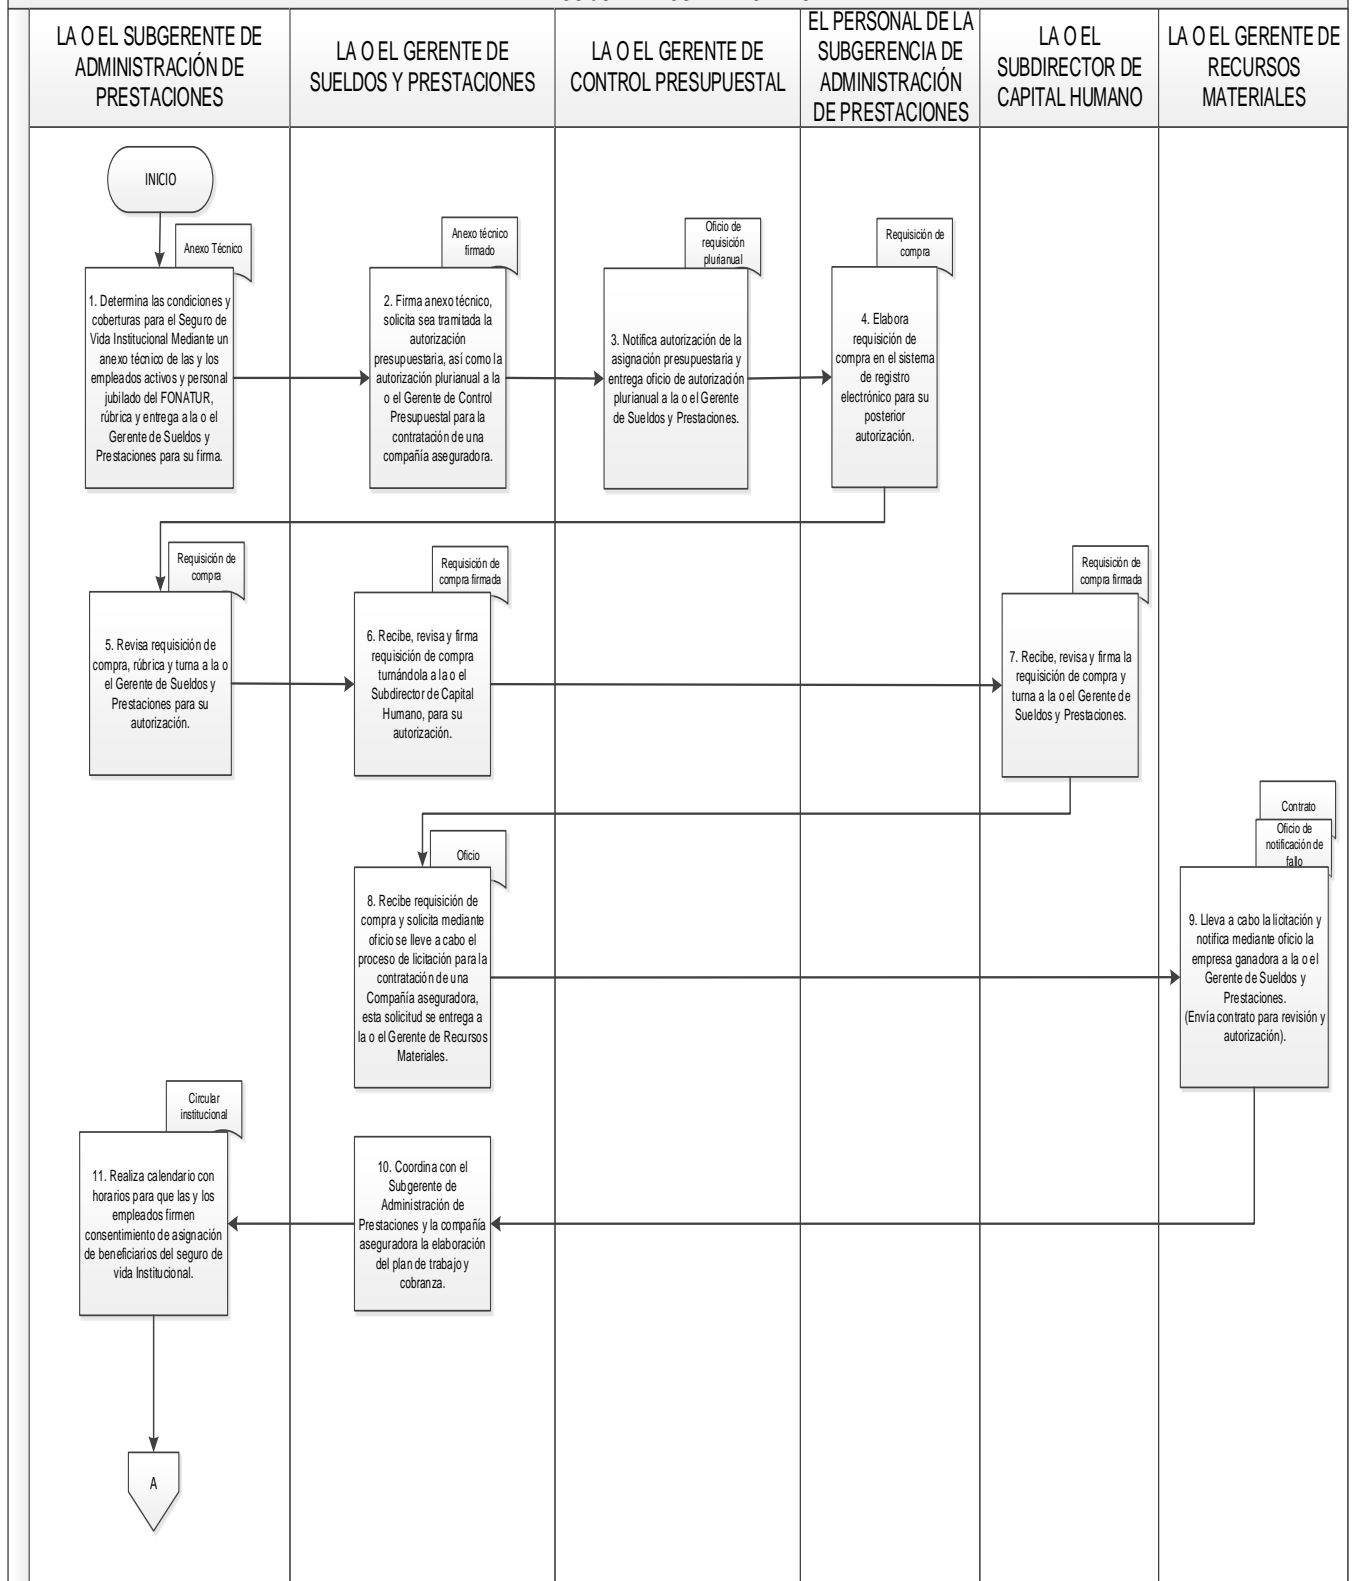 LA O EL SUBGERENTE DE
ADMINISTRACIÓN DE
PRESTACIONES
LA O EL GERENTE DE
SUELDOS Y PRESTACIONES
LA O EL GERENTE DE
CONTROL PRESUPUESTAL
EL PERSONAL DE LA
SUBGERENCIA DE
ADMINISTRACIÓN
DE PRESTACIONES
LA O EL
SUBDIRECTOR DE
CAPITAL HUMANO
LA O EL GERENTE DE
RECURSOS
MATERIALES
INICIO
Anexo Técnico
1. Determina las condiciones y
coberturas para el Seguro de
Vida Institucional Mediante un
anexo técnico de las y los
empleados activos y personal
jubilado del FONATUR,
rúbrica y entrega a la o el
Gerente de Sueldos y
Prestaciones para su firma.
Anexo técnico
firmado
2. Firma anexo técnico,
solicita sea tramitada la
autorización
presupuestaria, así como la
autorización plurianual a la
o el Gerente de Control
Presupuestal para la
contratación de una
compañía aseguradora.
Oficio de
requisición
plurianual
3. Notifica autorización de la
asignación presupuestaria y
entrega oficio de autorización
plurianual a la o el Gerente
de Sueldos y Prestaciones.
Requisición de
compra
4. Elabora
requisición de
compra en el sistema
de registro
electrónico para su
posterior
autorización.
Requisición de
compra
5. Revisa requisición de
compra, rúbrica y turna a la o
el Gerente de Sueldos y
Prestaciones para su
autorización.
Requisición de
compra firmada
6. Recibe, revisa y firma
requisición de compra
turnándola a la o el
Subdirector de Capital
Humano, para su
autorización.
Requisición de
compra firmada
7. Recibe, revisa y firma la
requisición de compra y
turna a la o el Gerente de
Sueldos y Prestaciones.
Oficio
8. Recibe requisición de
compra y solicita mediante
oficio se lleve a cabo el
proceso de licitación para la
contratación de una
Compañía aseguradora,
esta solicitud se entrega a
la o el Gerente de Recursos
Materiales.
Contrato
Oficio de
notificación de
fallo
9. Lleva a cabo la licitación y
notifica mediante oficio la
empresa ganadora a la o el
Gerente de Sueldos y
Prestaciones.
(Envía contrato para revisión y
autorización).
10. Coordina con el
Subgerente de
Administración de
Prestaciones y la compañía
aseguradora la elaboración
del plan de trabajo y
cobranza.
Circular
institucional
11. Realiza calendario con
horarios para que las y los
empleados firmen
consentimiento de asignación
de beneficiarios del seguro de
vida Institucional.
A